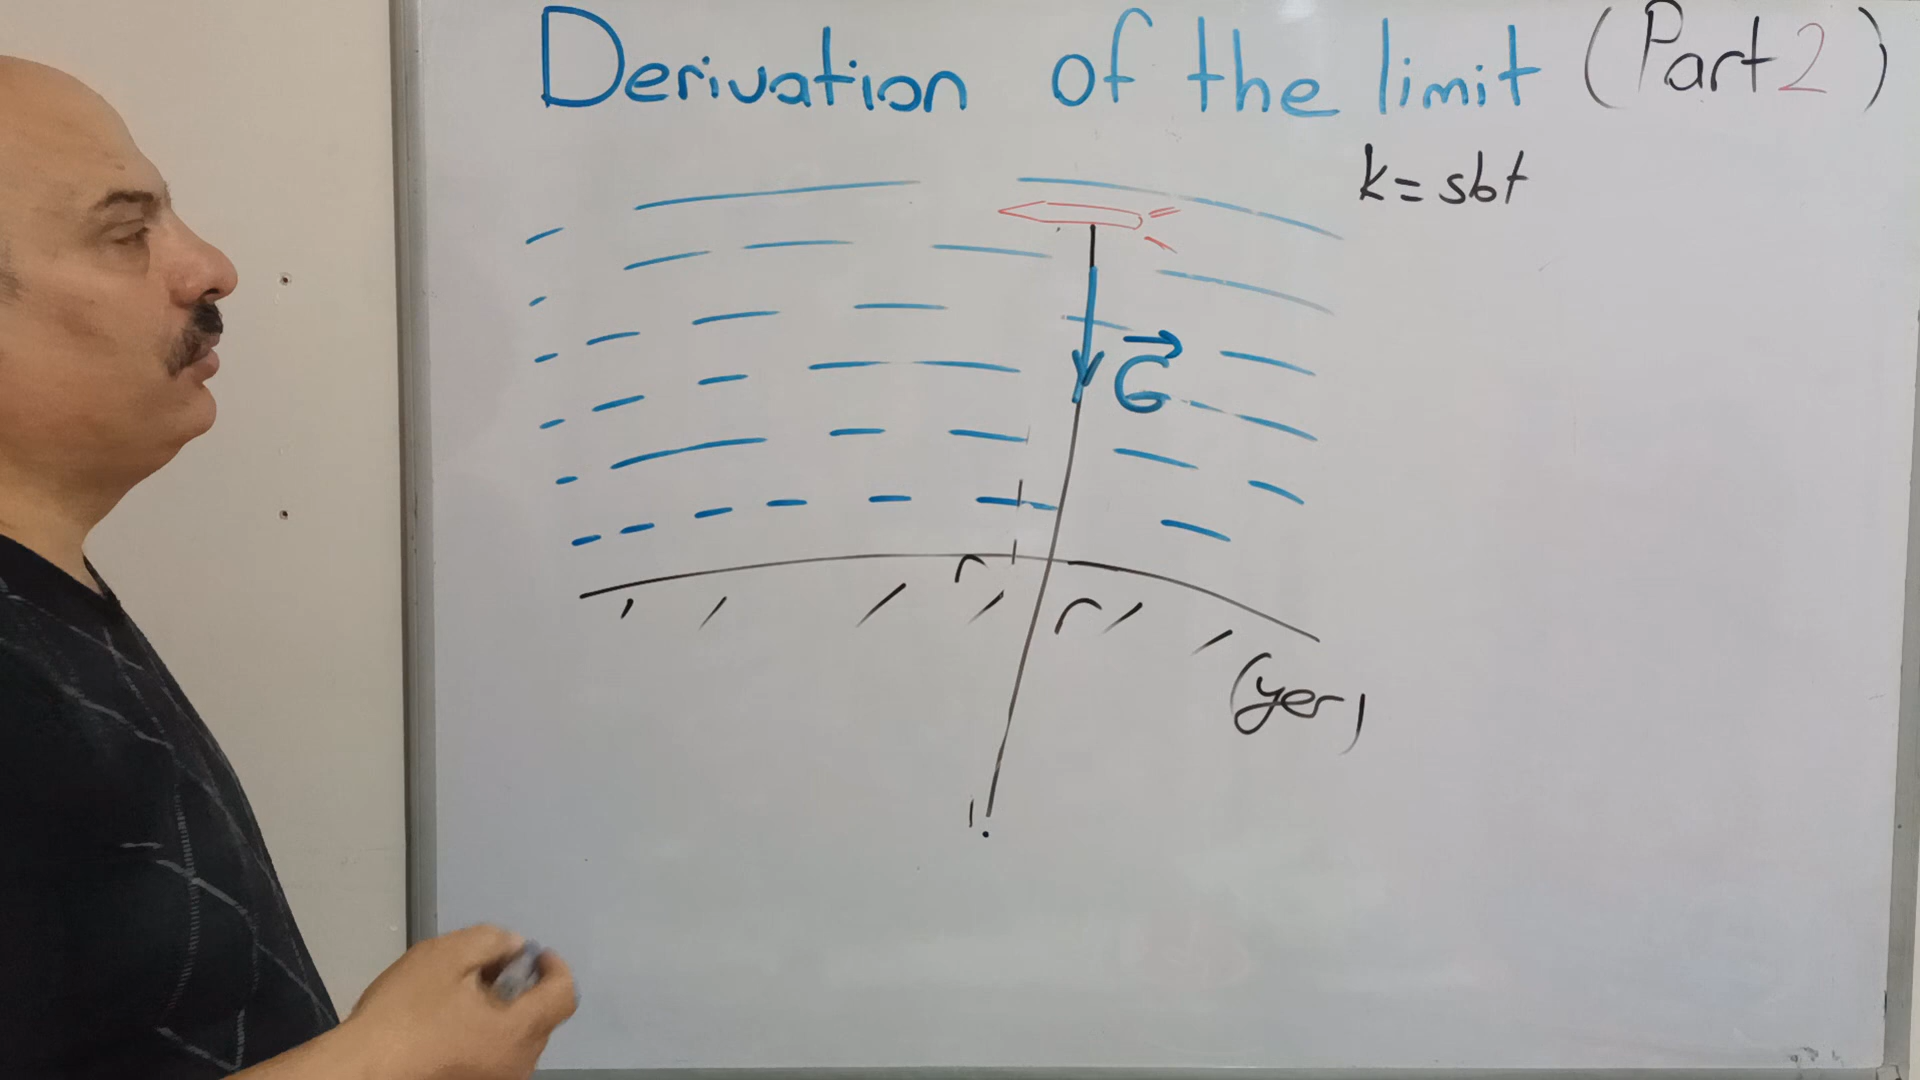 Derivation of the limit (Part 2)
k = sbt
G
(yer)